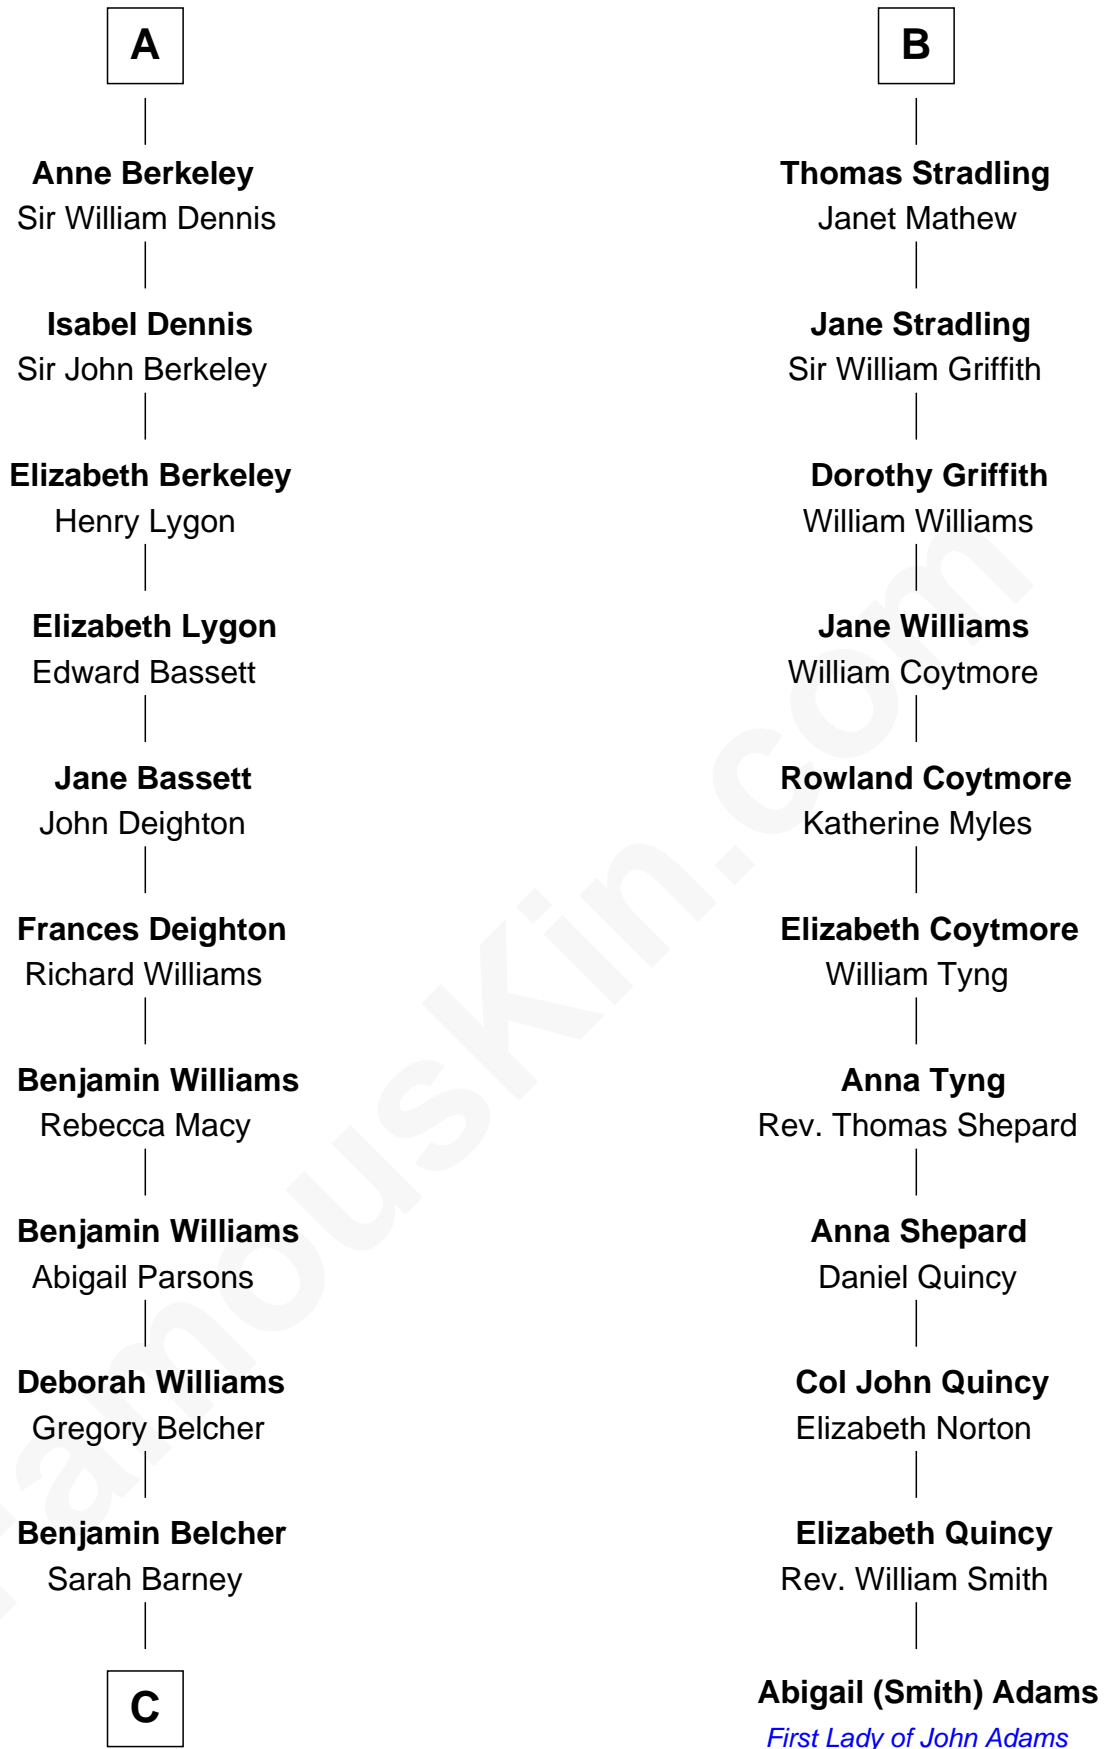 A
Anne Berkeley
Sir William Dennis
Isabel Dennis
Sir John Berkeley
Elizabeth Berkeley
Henry Lygon
Elizabeth Lygon
Edward Bassett
Jane Bassett
John Deighton
Frances Deighton
Richard Williams
Benjamin Williams
Rebecca Macy
Benjamin Williams
Abigail Parsons
Deborah Williams
Gregory Belcher
Benjamin Belcher
Sarah Barney
C
B
Thomas Stradling
Janet Mathew
Jane Stradling
Sir William Griffith
Dorothy Griffith
William Williams
Jane Williams
William Coytmore
Rowland Coytmore
Katherine Myles
Elizabeth Coytmore
William Tyng
Anna Tyng
Rev. Thomas Shepard
Anna Shepard
Daniel Quincy
Col John Quincy
Elizabeth Norton
Elizabeth Quincy
Rev. William Smith
Abigail (Smith) Adams
First Lady of John Adams
FamousKin.com